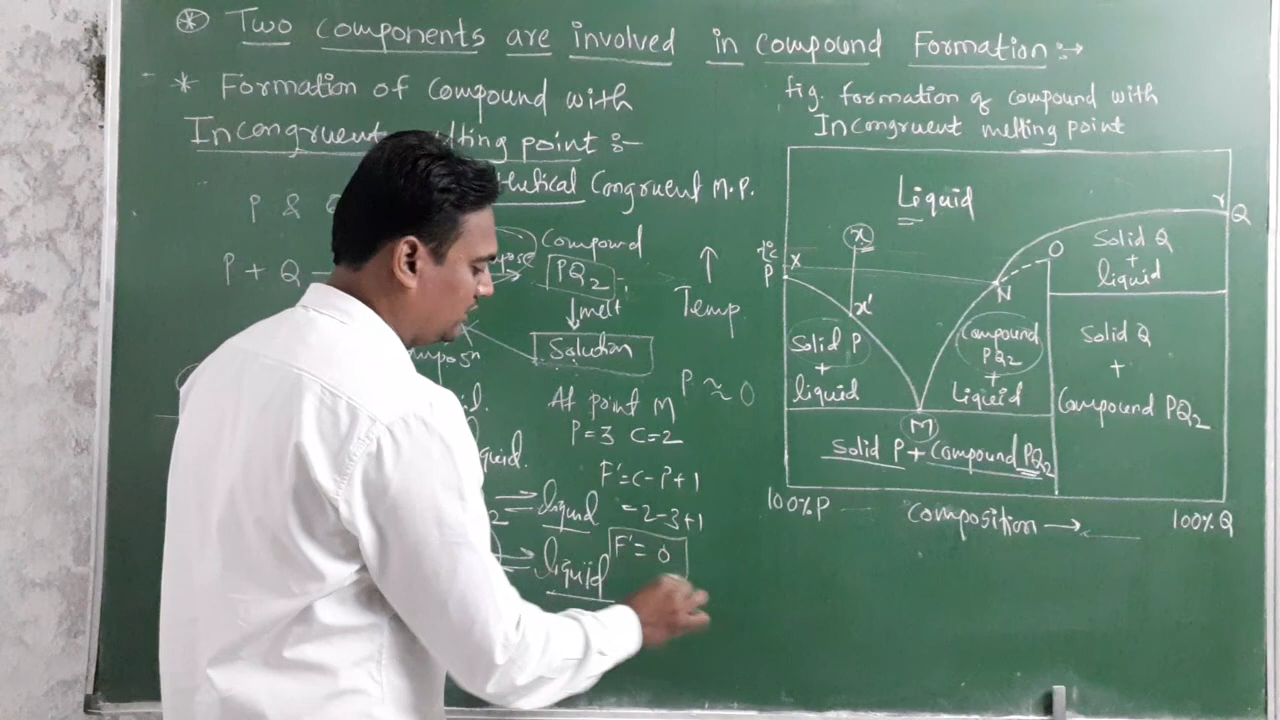 * Two components are involved in Compound Formation :→
* Formation of Compound with
Incongruent melting point :-
Congruent M.P.
P &
P + Q
Compound
PQ2
melt
Solution
At point M
P=3 C=2
F'=C-P+1
=2-3+1
F'= 0
liquid
liquid
fig. formation of compound with
Incongruent melting point
Liquid
↑
Temp.
P ≈ 0
t°c
P
X
x
x'
N
O
r
Q
M
Solid Q
+
liquid
Solid P
+
liquid
Compound
PQ2
+
Liquid
Solid Q
+
Compound PQ2
Solid P + Compound PQ2
100% P
Composition →
100% Q